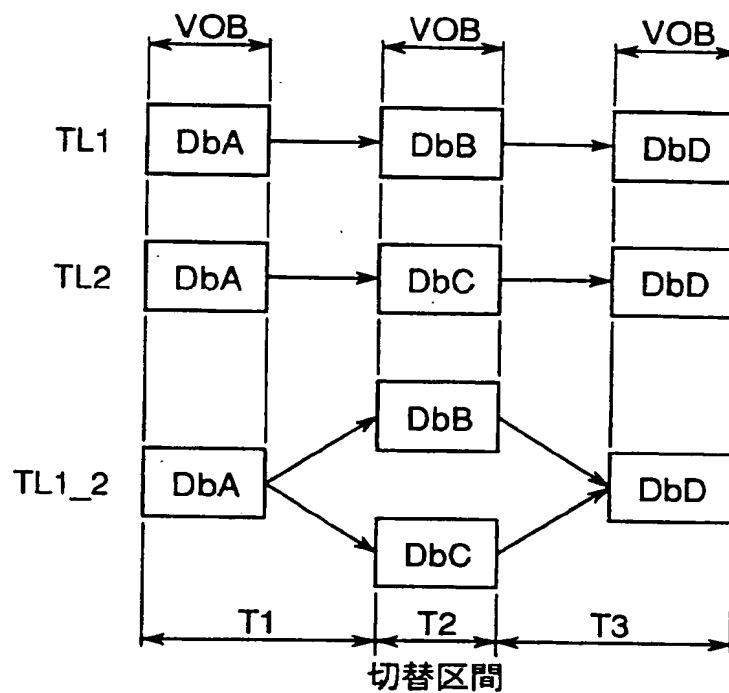 VOB VOB VOB
TL1 DbA DbB DbD
TL2 DbA DbC DbD
DbB
TL1_2 DbA DbD
DbC
T1 T2 T3
切替区間